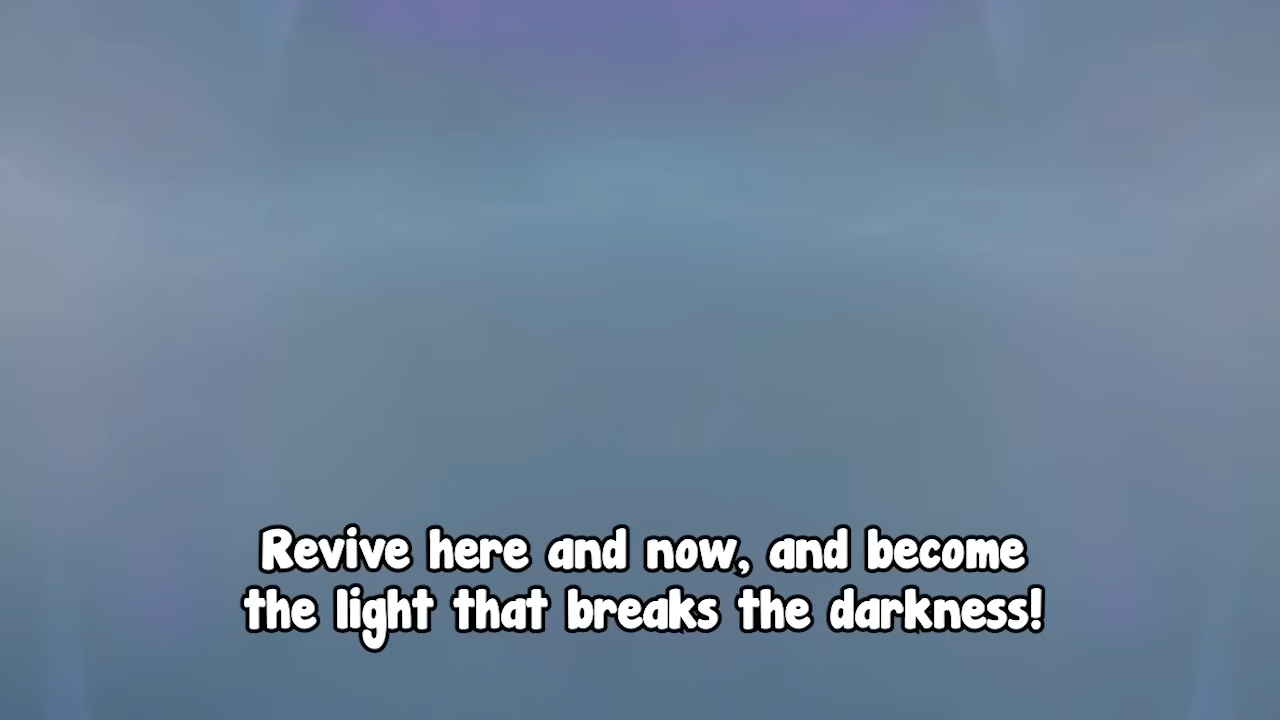 Revive here and now, and become
the light that breaks the darkness!